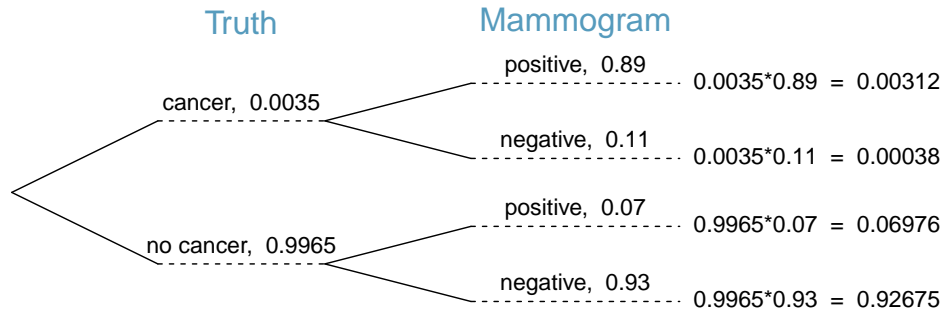 Truth
Mammogram
positive, 0.89
0.0035*0.89 = 0.00312
cancer, 0.0035
negative, 0.11
0.0035*0.11 = 0.00038
positive, 0.07
0.9965*0.07 = 0.06976
no cancer, 0.9965
negative, 0.93
0.9965*0.93 = 0.92675